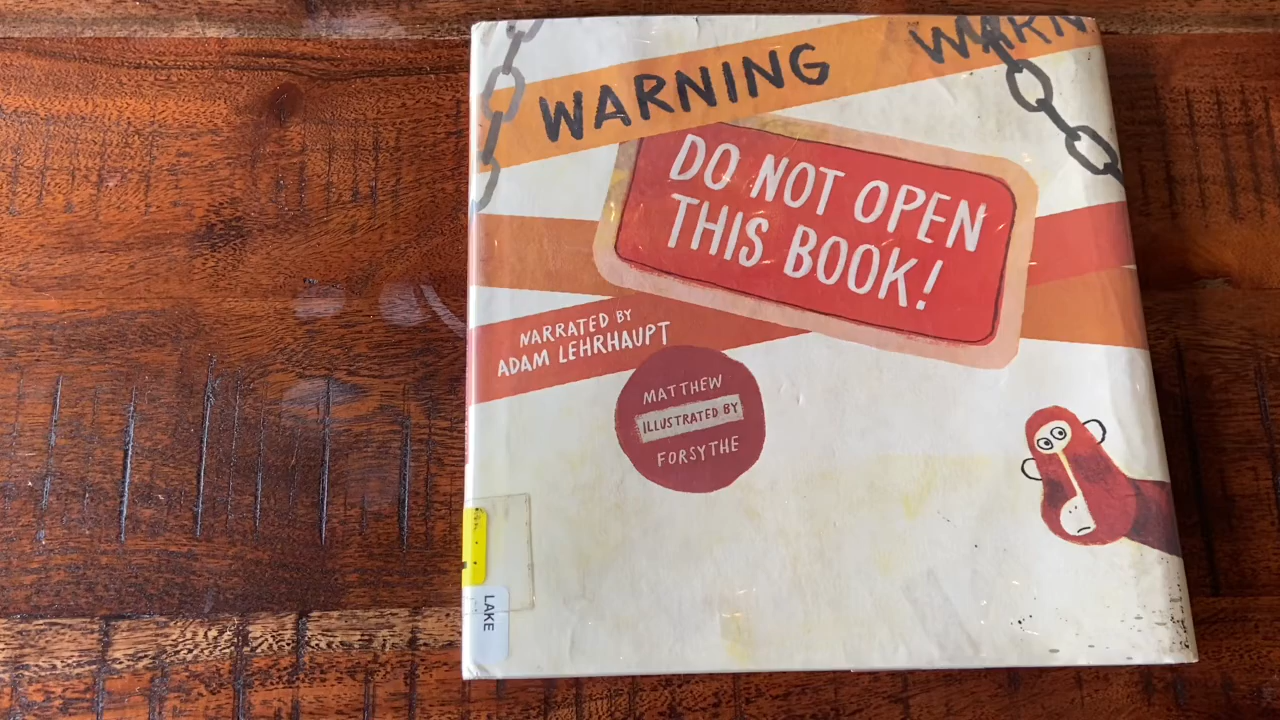 WARNING
DO NOT OPEN
THIS BOOK!
NARRATED BY
ADAM LEHRHAUPT
MATTHEW
ILLUSTRATED BY
FORSYTHE
LAKE